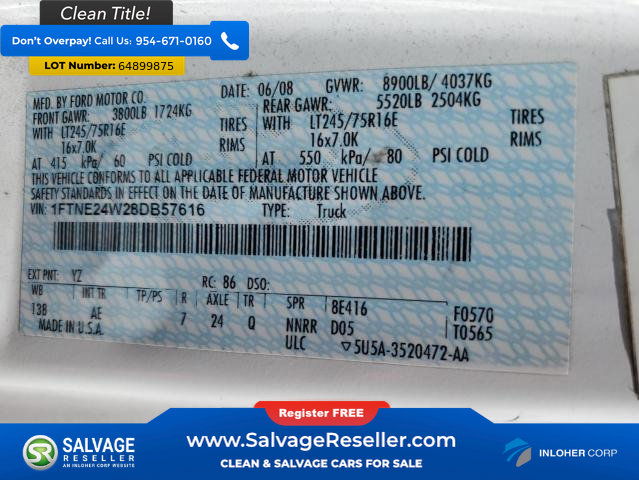 Clean Title!
Don't Overpay! Call Us: 954-671-0160
LOT Number: 64899875
MFD. BY FORD MOTOR CO.
DATE: 06/08 GVWR: 8900LB/ 4037KG
FRONT GAWR: 3800LB 1724KG
REAR GAWR: 5520LB 2504KG
WITH LT245/75R16E TIRES
WITH LT245/75R16E TIRES
16x7.0K RIMS
16x7.0K RIMS
AT 415 kPa/ 60 PSI COLD
AT 550 kPa/ 80 PSI COLD
THIS VEHICLE CONFORMS TO ALL APPLICABLE FEDERAL MOTOR VEHICLE
SAFETY STANDARDS IN EFFECT ON THE DATE OF MANUFACTURE SHOWN ABOVE.
VIN: 1FTNE24W28DB57616 TYPE: Truck
EXT PNT: YZ RC: 86 DSO:
WB INT TR TP/PS R AXLE TR SPR 8E416 F0570
138 AE 7 24 Q NNRR D05 T0565
MADE IN U.S.A. ULC ▽5U5A-3520472-AA
Register FREE
SR SALVAGE RESELLER
AN INLOHER CORP WEBSITE
www.SalvageReseller.com
CLEAN & SALVAGE CARS FOR SALE
INLOHER CORP